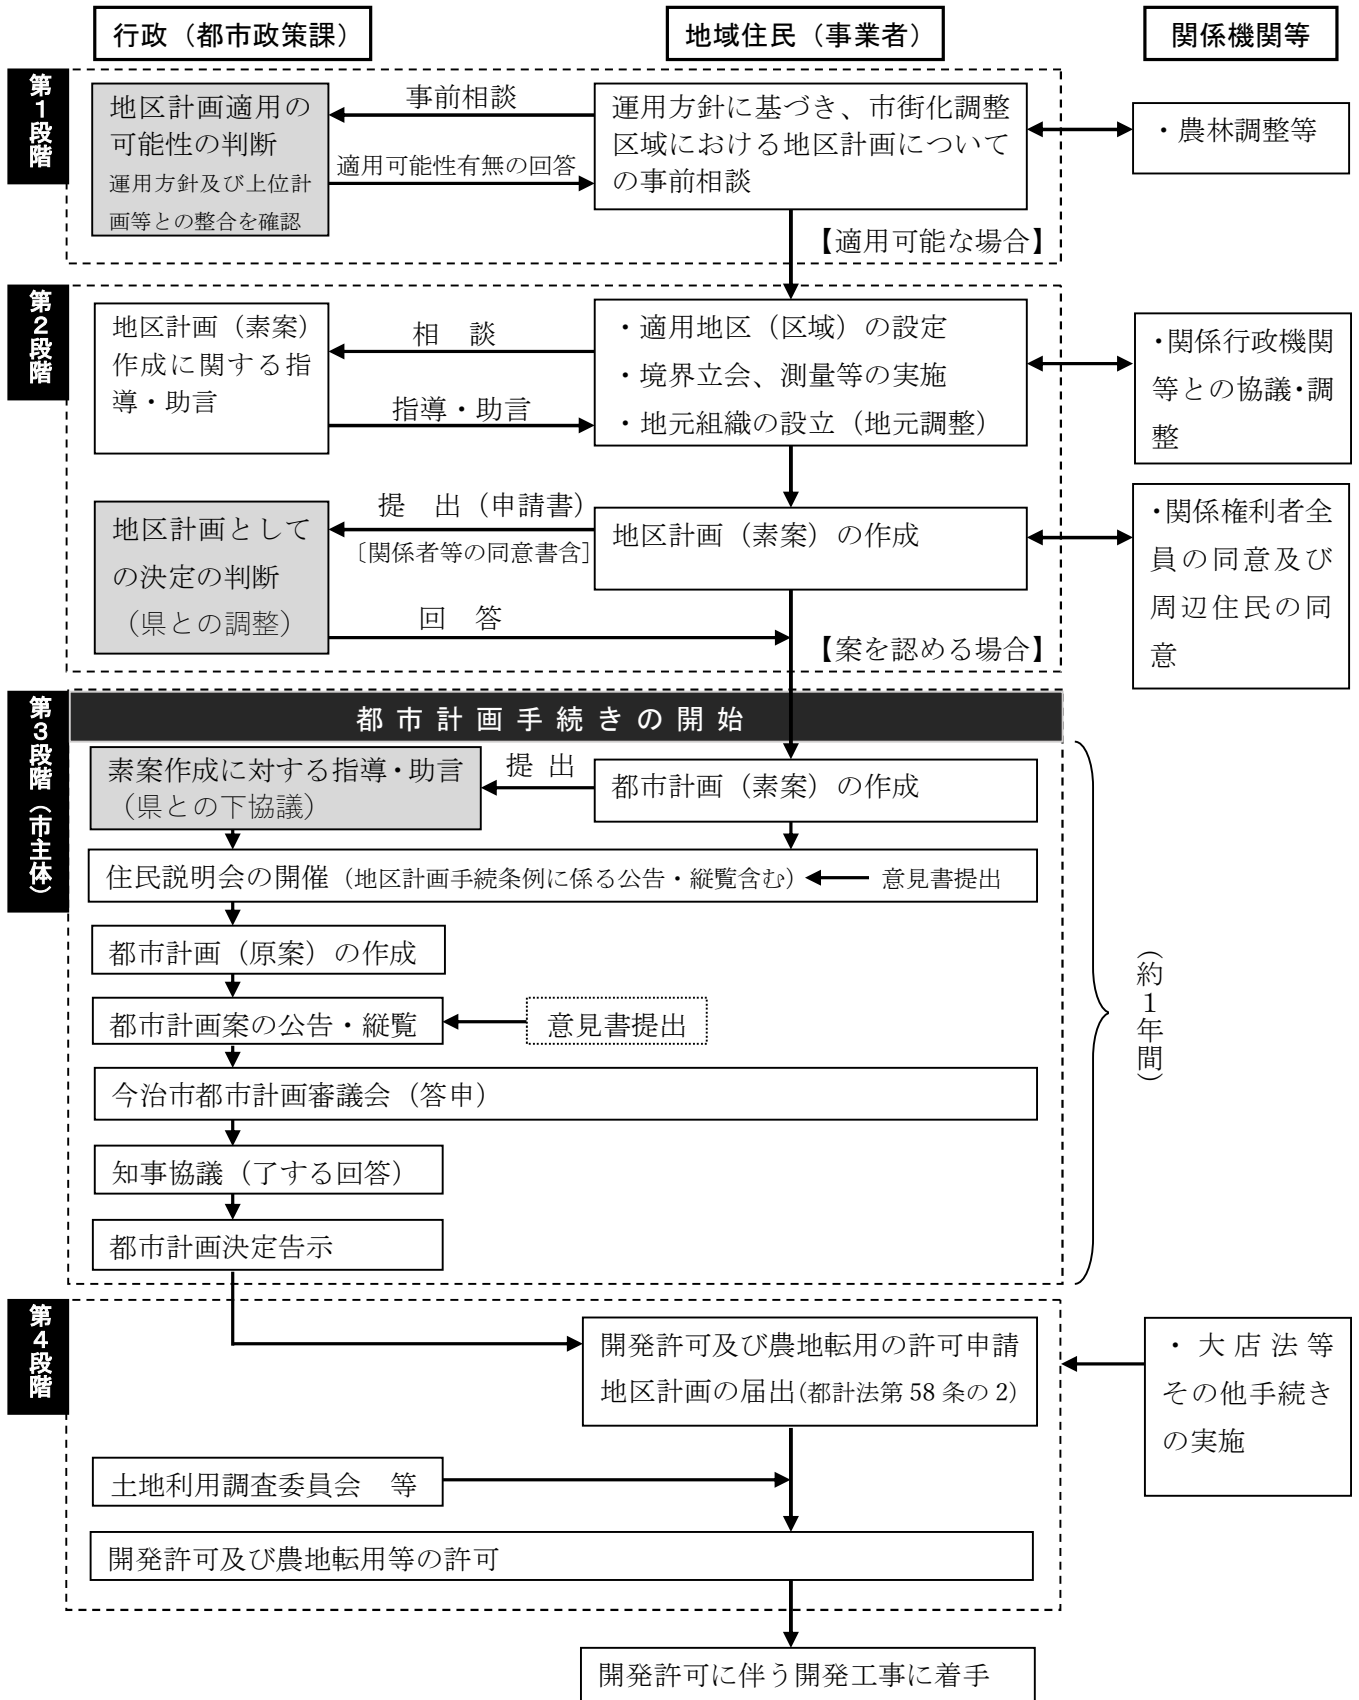 行政（都市政策課）
地域住民（事業者）
関係機関等
第1段階
地区計画適用の
可能性の判断
運用方針及び上位計
画等との整合を確認
事前相談
適用可能性有無の回答
運用方針に基づき、市街化調整
区域における地区計画について
の事前相談
・農林調整等
【適用可能な場合】
第2段階
地区計画（素案）
作成に関する指
導・助言
相　談
指導・助言
・適用地区（区域）の設定
・境界立会、測量等の実施
・地元組織の設立（地元調整）
・関係行政機関
等との協議・調
整
地区計画として
の決定の判断
（県との調整）
提　出（申請書）
［関係者等の同意書含］
回　答
地区計画（素案）の作成
・関係権利者全
員の同意及び
周辺住民の同
意
【案を認める場合】
第3段階（市主体）
都市計画手続きの開始
素案作成に対する指導・助言
（県との下協議）
提 出
都市計画（素案）の作成
住民説明会の開催（地区計画手続条例に係る公告・縦覧含む）
意見書提出
都市計画（原案）の作成
都市計画案の公告・縦覧
意見書提出
今治市都市計画審議会（答申）
知事協議（了する回答）
都市計画決定告示
（約１年間）
第4段階
開発許可及び農地転用の許可申請
地区計画の届出(都計法第 58 条の 2)
・大店法等
その他手続き
の実施
土地利用調査委員会　等
開発許可及び農地転用等の許可
開発許可に伴う開発工事に着手